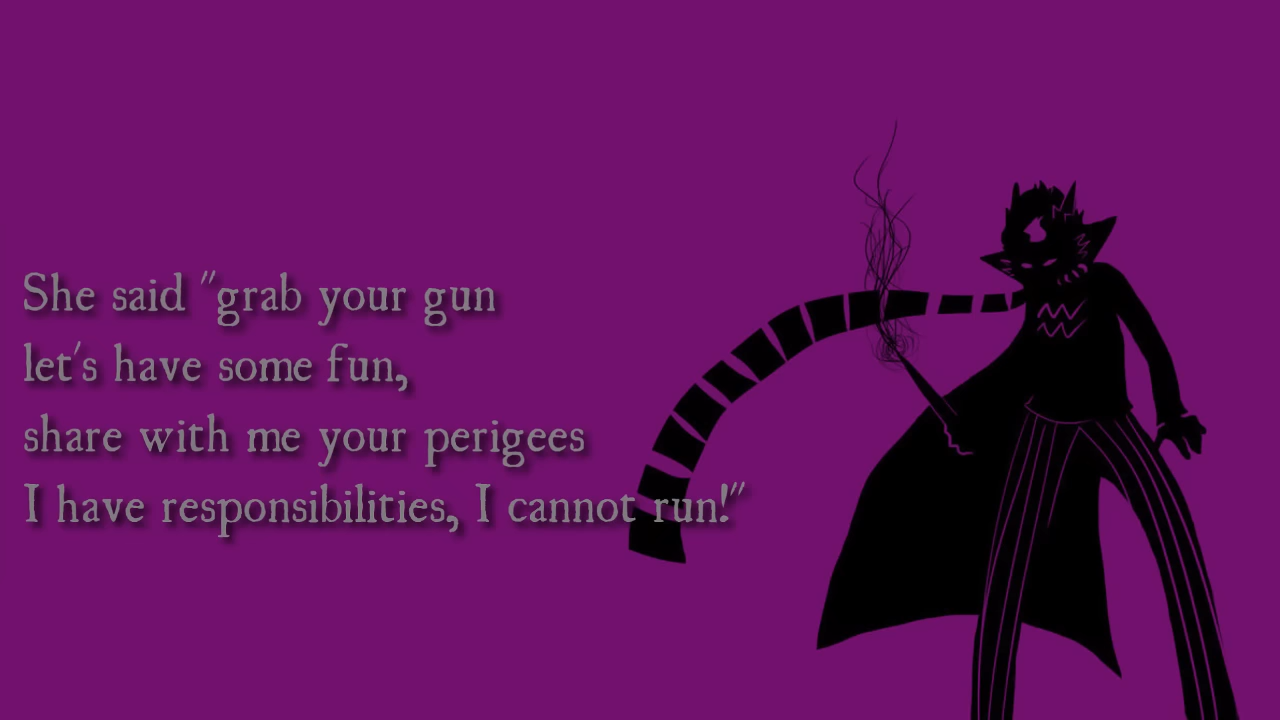 She said "grab your gun
let's have some fun,
share with me your perigees
I have responsibilities, I cannot run!"